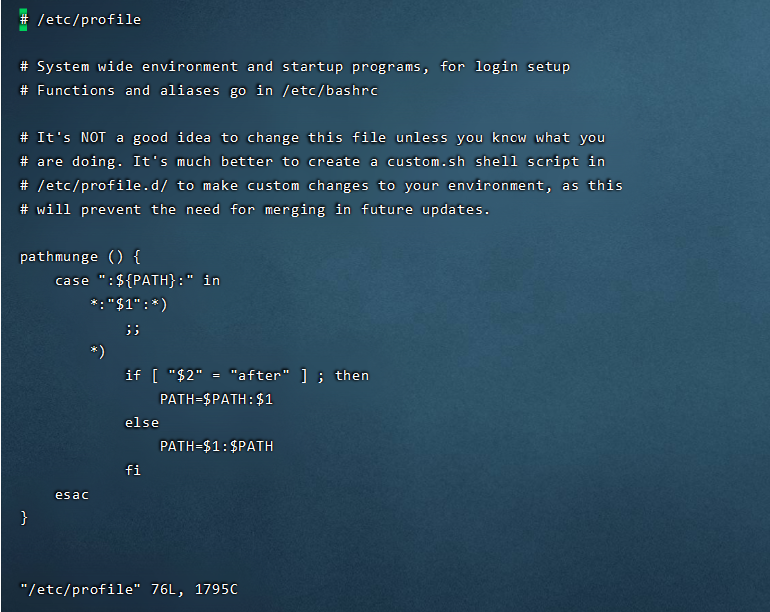 # /etc/profile

# System wide environment and startup programs, for login setup
# Functions and aliases go in /etc/bashrc

# It's NOT a good idea to change this file unless you know what you
# are doing. It's much better to create a custom.sh shell script in
# /etc/profile.d/ to make custom changes to your environment, as this
# will prevent the need for merging in future updates.

pathmunge () {
    case ":${PATH}:" in
        *:"$1":*)
            ;;
        *)
            if [ "$2" = "after" ] ; then
                PATH=$PATH:$1
            else
                PATH=$1:$PATH
            fi
    esac
}

"/etc/profile" 76L, 1795C